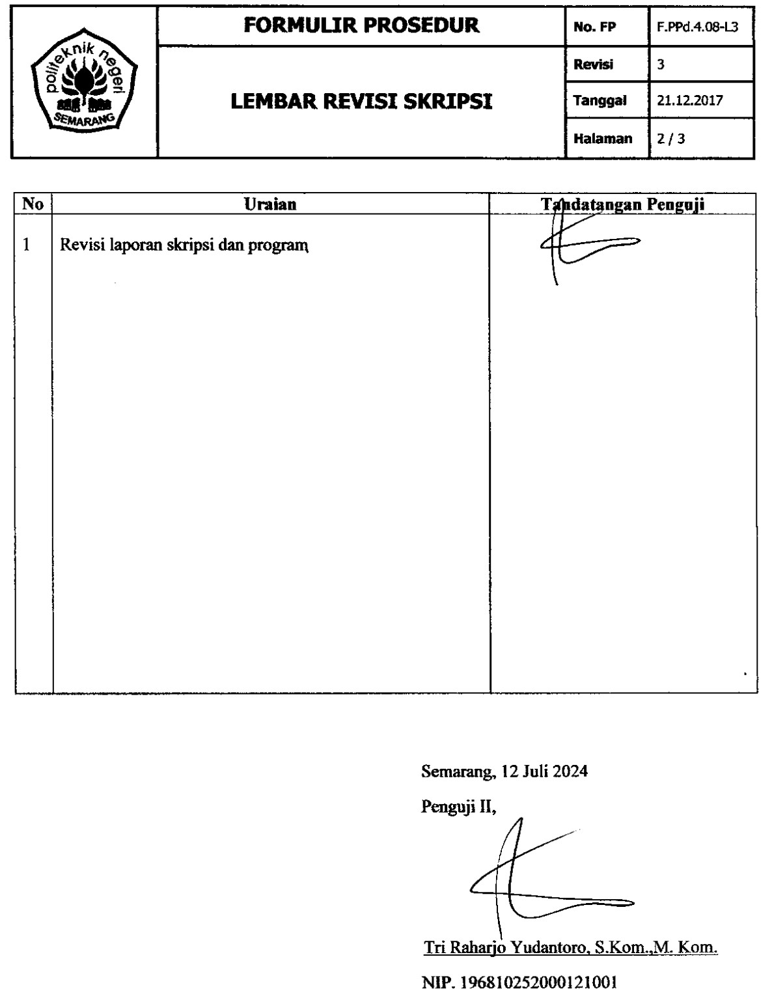 politeknik negeri
SEMARANG
FORMULIR PROSEDUR
LEMBAR REVISI SKRIPSI
No. FP F.PPd.4.08-L3
Revisi 3
Tanggal 21.12.2017
Halaman 2 / 3
No Uraian Tandatangan Penguji
1 Revisi laporan skripsi dan program
Semarang, 12 Juli 2024
Penguji II,
Tri Raharjo Yudantoro, S.Kom.,M. Kom.
NIP. 196810252000121001